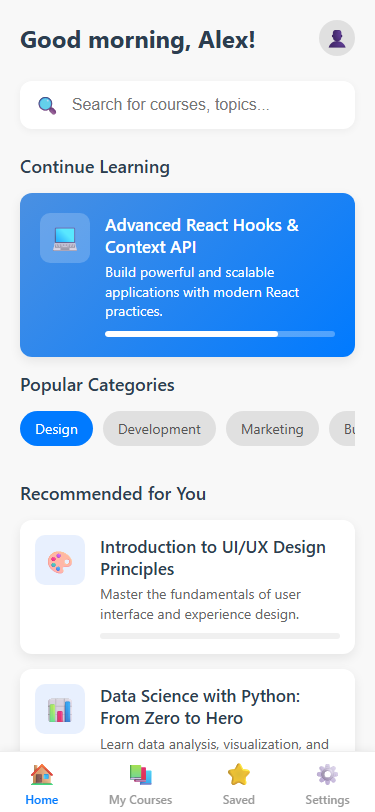 Good morning, Alex!
Search for courses, topics...
Continue Learning
Advanced React Hooks &
Context API
Build powerful and scalable
applications with modern React
practices.
Popular Categories
Design
Development
Marketing
Recommended for You
Introduction to UI/UX Design
Principles
Master the fundamentals of user
interface and experience design.
Data Science with Python:
From Zero to Hero
Learn data analysis, visualization, and
Home
My Courses
Saved
Settings